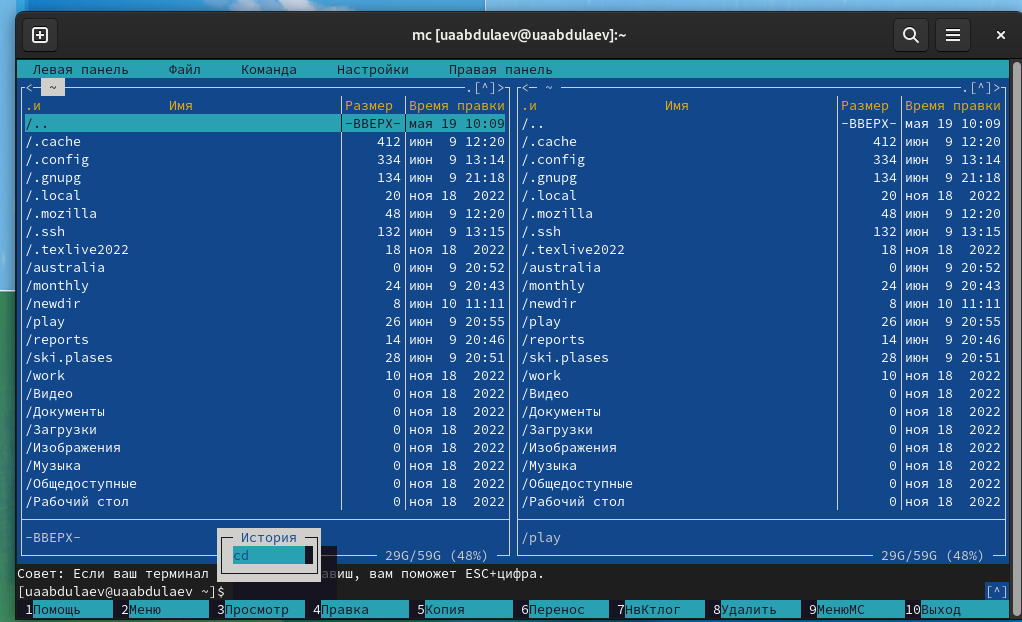 mc [uaabdulaev@uaabdulaev]:~
Левая панель Файл Команда Настройки Правая панель
<─ ~ .[^]> <─ ~ .[^]>
.и Имя Размер Время правки .и Имя Размер Время правки
/.. -ВВЕРХ- мая 19 10:09 /.. -ВВЕРХ- мая 19 10:09
/.cache 412 июн 9 12:20 /.cache 412 июн 9 12:20
/.config 334 июн 9 13:14 /.config 334 июн 9 13:14
/.gnupg 134 июн 9 21:18 /.gnupg 134 июн 9 21:18
/.local 20 ноя 18 2022 /.local 20 ноя 18 2022
/.mozilla 48 июн 9 12:20 /.mozilla 48 июн 9 12:20
/.ssh 132 июн 9 13:15 /.ssh 132 июн 9 13:15
/.texlive2022 18 ноя 18 2022 /.texlive2022 18 ноя 18 2022
/australia 0 июн 9 20:52 /australia 0 июн 9 20:52
/monthly 24 июн 9 20:43 /monthly 24 июн 9 20:43
/newdir 8 июн 10 11:11 /newdir 8 июн 10 11:11
/play 26 июн 9 20:55 /play 26 июн 9 20:55
/reports 14 июн 9 20:46 /reports 14 июн 9 20:46
/ski.plases 28 июн 9 20:51 /ski.plases 28 июн 9 20:51
/work 10 ноя 18 2022 /work 10 ноя 18 2022
/Видео 0 ноя 18 2022 /Видео 0 ноя 18 2022
/Документы 0 ноя 18 2022 /Документы 0 ноя 18 2022
/Загрузки 0 ноя 18 2022 /Загрузки 0 ноя 18 2022
/Изображения 0 ноя 18 2022 /Изображения 0 ноя 18 2022
/Музыка 0 ноя 18 2022 /Музыка 0 ноя 18 2022
/Общедоступные 0 ноя 18 2022 /Общедоступные 0 ноя 18 2022
/Рабочий стол 0 ноя 18 2022 /Рабочий стол 0 ноя 18 2022
-ВВЕРХ- История /play
cd 29G/59G (48%) 29G/59G (48%)
Совет: Если ваш терминал авиш, вам поможет ESC+цифра.
[uaabdulaev@uaabdulaev ~]$ [^]
1Помощь 2Меню 3Просмотр 4Правка 5Копия 6Перенос 7НвКтлог 8Удалить 9МенюМС 10Выход